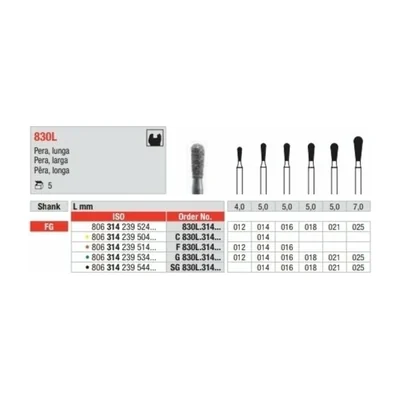 830L
Pera, lunga
Pera, larga
Pêra, longa
5
Shank L mm 4,0 5,0 5,0 5,0 5,0 7,0
ISO Order No.
FG 806 314 239 524... 830L.314... 012 014 016 018 021 025
806 314 239 504... C 830L.314... 014
806 314 239 514... F 830L.314... 012 014 016
806 314 239 534... G 830L.314... 012 014 016 018 021 025
806 314 239 544... SG 830L.314... 014 016 018 021 025